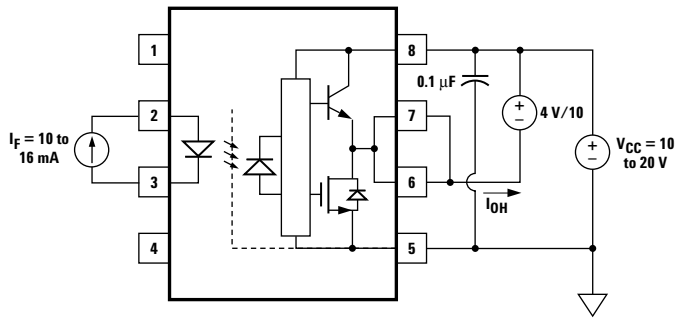 1
8
0.1 µF
4 V/10
I_F = 10 to
16 mA
2
7
V_CC = 10
to 20 V
3
6
I_OH
4
5